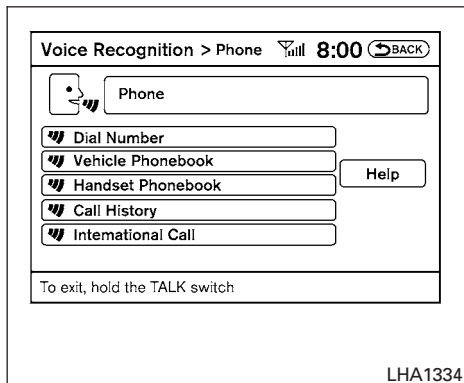 Voice Recognition > Phone 8:00 BACK
Phone
Dial Number
Vehicle Phonebook
Handset Phonebook
Help
Call History
International Call
To exit, hold the TALK switch
LHA1334